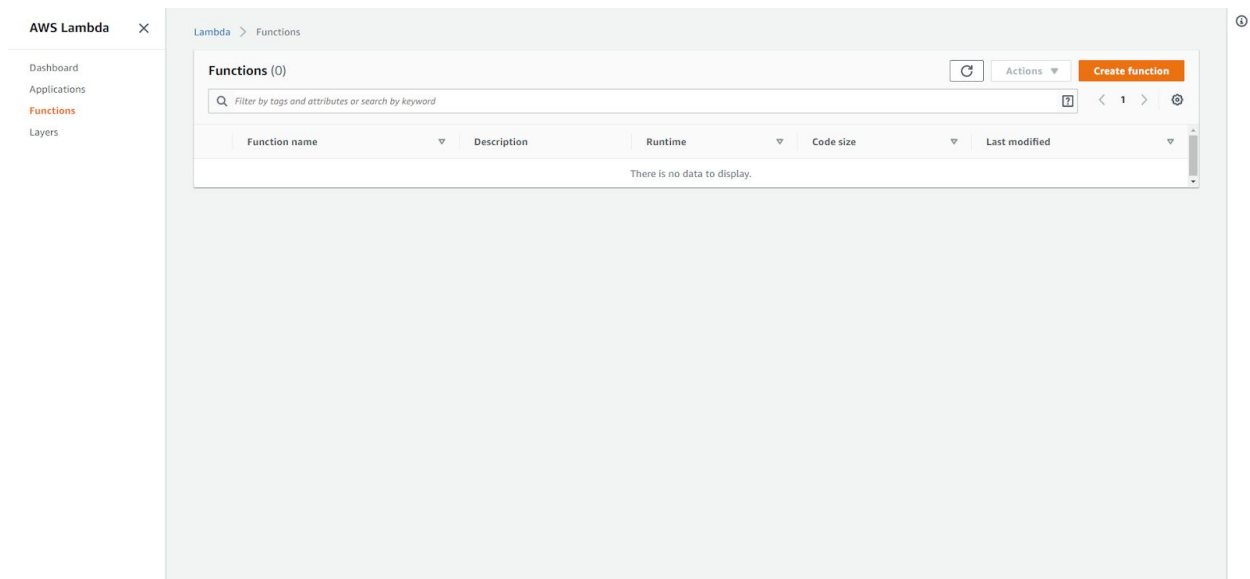 AWS Lambda
Dashboard
Applications
Functions
Layers
Lambda > Functions
Functions (0)
Actions
Create function
Filter by tags and attributes or search by keyword
1
Function name Description Runtime Code size Last modified
There is no data to display.